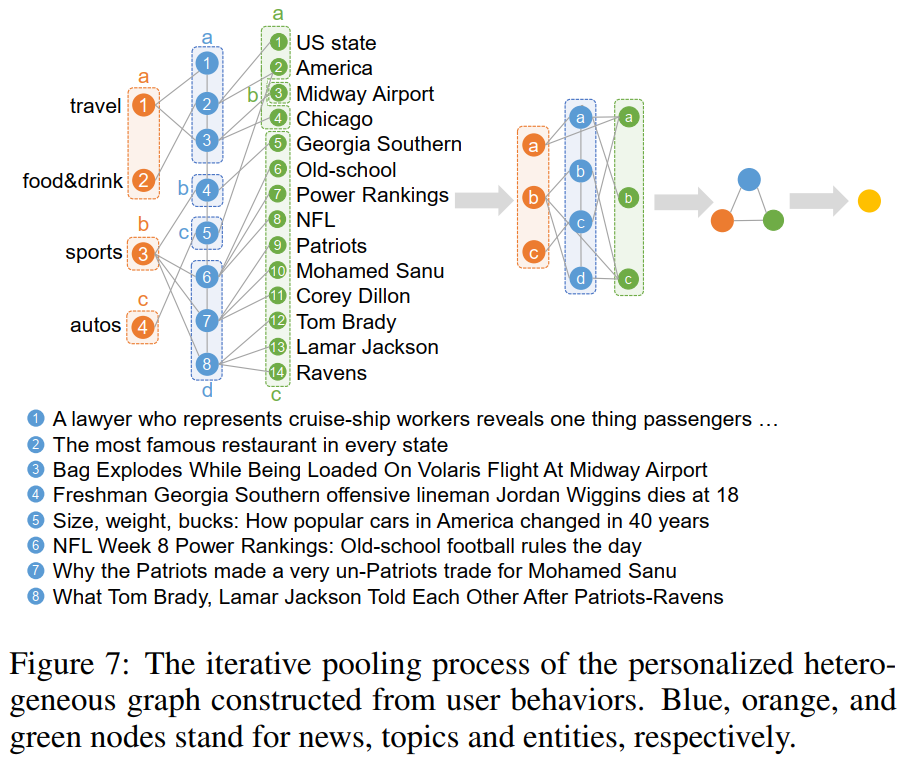 a
a
a
1
US state
1
2
America
a
b
3
Midway Airport
travel
1
2
4
Chicago
3
5
Georgia Southern
6
Old-school
food&drink
2
b
4
7
Power Rankings
b
c
5
8
NFL
sports
3
9
Patriots
6
10
Mohamed Sanu
c
11
Corey Dillon
autos
4
7
12
Tom Brady
13
Lamar Jackson
8
14
Ravens
d
c
a
a
a
b
b
b
c
c
d
c
1 A lawyer who represents cruise-ship workers reveals one thing passengers …
2 The most famous restaurant in every state
3 Bag Explodes While Being Loaded On Volaris Flight At Midway Airport
4 Freshman Georgia Southern offensive lineman Jordan Wiggins dies at 18
5 Size, weight, bucks: How popular cars in America changed in 40 years
6 NFL Week 8 Power Rankings: Old-school football rules the day
7 Why the Patriots made a very un-Patriots trade for Mohamed Sanu
8 What Tom Brady, Lamar Jackson Told Each Other After Patriots-Ravens
Figure 7: The iterative pooling process of the personalized hetero-
geneous graph constructed from user behaviors. Blue, orange, and
green nodes stand for news, topics and entities, respectively.